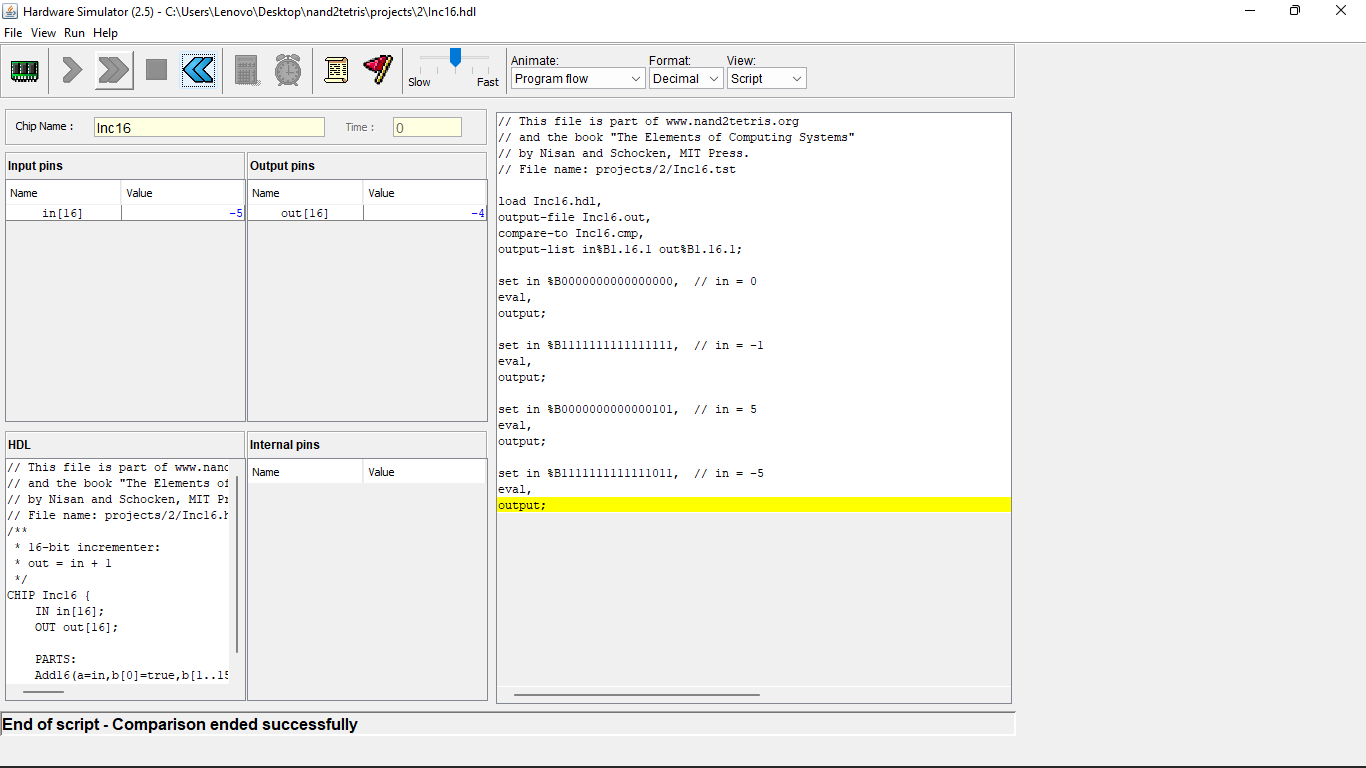 Hardware Simulator (2.5) - C:\Users\Lenovo\Desktop\nand2tetris\projects\2\Inc16.hdl
File View Run Help
Slow Fast
Animate: Format: View:
Program flow Decimal Script
Chip Name : Inc16 Time : 0
Input pins Output pins
Name Value Name Value
in[16] -5 out[16] -4
HDL Internal pins
Name Value
// This file is part of www.nand
// and the book "The Elements of
// by Nisan and Schocken, MIT Pr
// File name: projects/2/Inc16.h
/**
* 16-bit incrementer:
* out = in + 1
*/
CHIP Inc16 {
IN in[16];
OUT out[16];
PARTS:
Add16(a=in,b[0]=true,b[1..15
// This file is part of www.nand2tetris.org
// and the book "The Elements of Computing Systems"
// by Nisan and Schocken, MIT Press.
// File name: projects/2/Inc16.tst
load Inc16.hdl,
output-file Inc16.out,
compare-to Inc16.cmp,
output-list in%B1.16.1 out%B1.16.1;
set in %B0000000000000000, // in = 0
eval,
output;
set in %B1111111111111111, // in = -1
eval,
output;
set in %B0000000000000101, // in = 5
eval,
output;
set in %B1111111111111011, // in = -5
eval,
output;
End of script - Comparison ended successfully